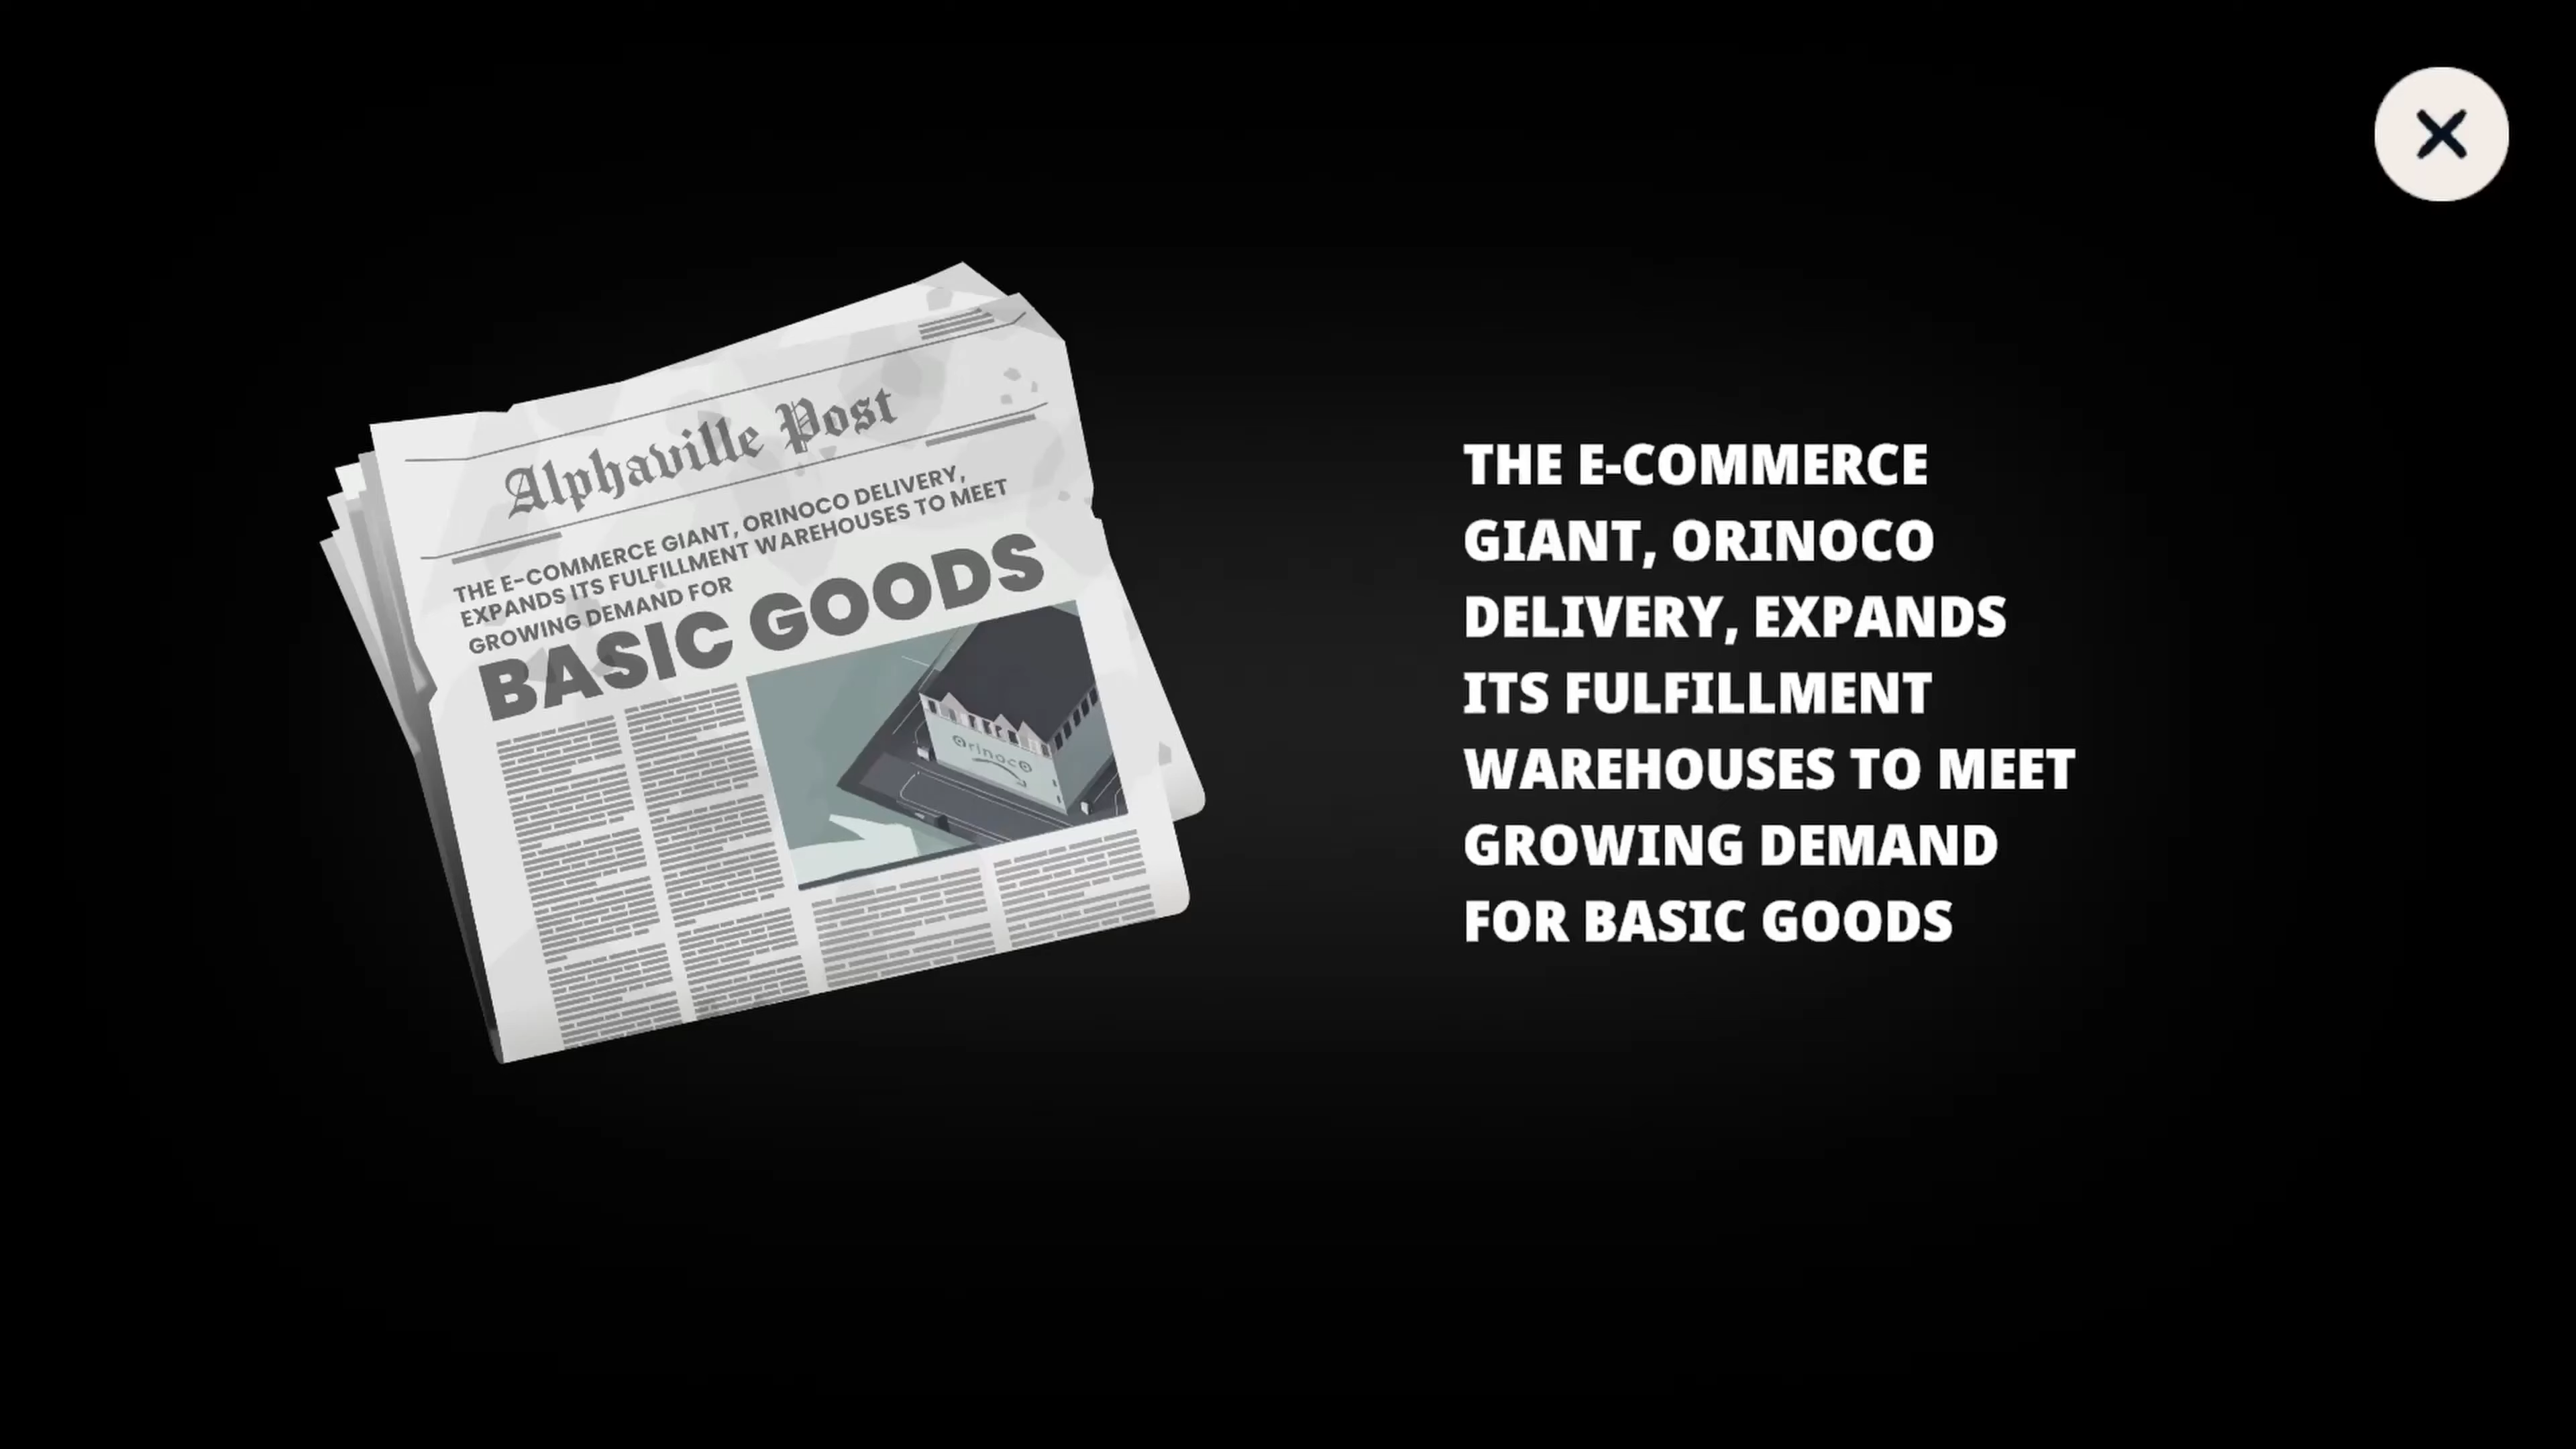 Alphaville Post
THE E-COMMERCE GIANT, ORINOCO DELIVERY,
EXPANDS ITS FULFILLMENT WAREHOUSES TO MEET
GROWING DEMAND FOR
BASIC GOODS
Orinoco
THE E-COMMERCE
GIANT, ORINOCO
DELIVERY, EXPANDS
ITS FULFILLMENT
WAREHOUSES TO MEET
GROWING DEMAND
FOR BASIC GOODS